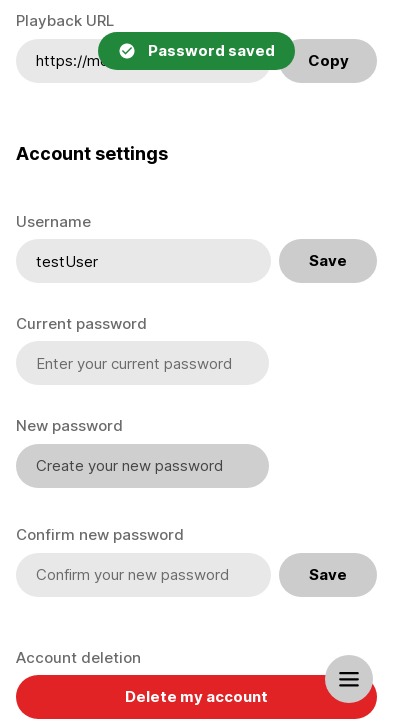 Playback URL
Password saved
https://m
Copy
Account settings
Username
testUser
Save
Current password
Enter your current password
New password
Create your new password
Confirm new password
Confirm your new password
Save
Account deletion
Delete my account